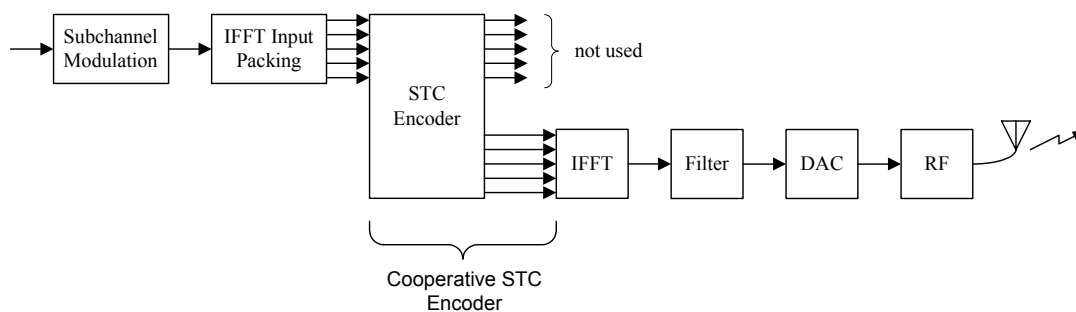 Subchannel
Modulation
IFFT Input
Packing
STC
Encoder
not used
IFFT
Filter
DAC
RF
Cooperative STC
Encoder